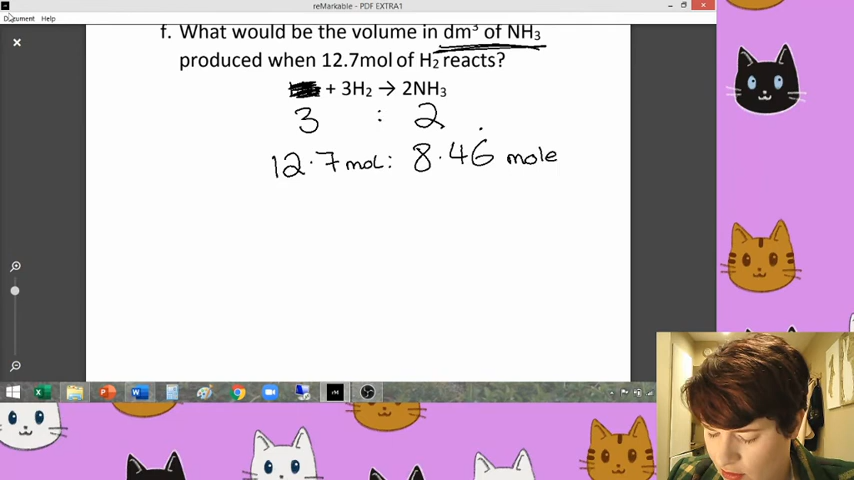 reMarkable - PDF EXTRA1
Document Help
f. What would be the volume in dm³ of NH₃
produced when 12.7mol of H₂ reacts?
+ 3H₂ → 2NH₃
3 : 2
12.7 mol : 8.46̇ mole